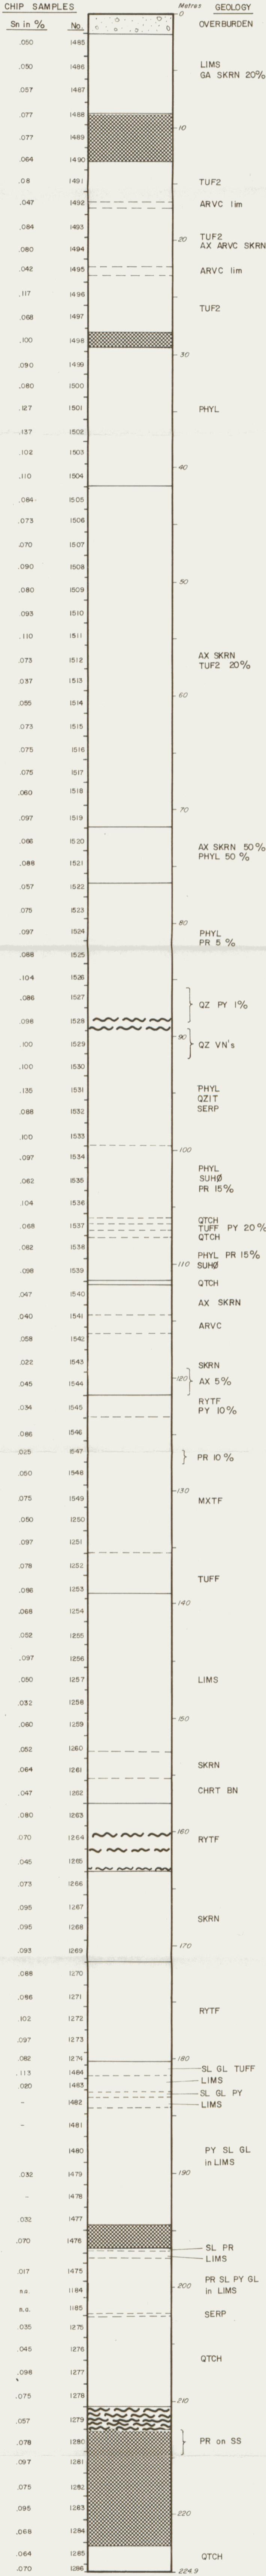 CHIP SAMPLES Metres GEOLOGY
Sn in % No. 0 OVERBURDEN
.050 1485
.050 1486 LIMS
GA SKRN 20%
.057 1487
.077 1488
10
.077 1489
.064 1490
.08 1491 TUF2
.047 1492 ARVC lim
.084 1493
20 TUF2
.080 1494 AX ARVC SKRN
.042 1495 ARVC lim
.117 1496
TUF2
.068 1497
.100 1498
30
.090 1499
.080 1500
.127 1501 PHYL
.137 1502
.102 1503
40
.110 1504
.084 1505
.073 1506
.070 1507
.090 1508
50
.080 1509
.093 1510
.110 1511
AX SKRN
.073 1512 TUF2 20%
.037 1513
60
.055 1514
.073 1515
.075 1516
.075 1517
.060 1518
70
.097 1519
.066 1520 AX SKRN 50%
PHYL 50%
.088 1521
.057 1522
.075 1523
80
.097 1524 PHYL
PR 5%
.068 1525
.104 1526
.086 1527 QZ PY 1%
.098 1528
90
.100 1529 QZ VN's
.100 1530
.135 1531 PHYL
QZIT
.088 1532 SERP
.100 1533
100
.097 1534
PHYL
.062 1535 SUHØ
PR 15%
.104 1536
QTCH
.068 1537 TUFF PY 20%
QTCH
.062 1538
PHYL PR 15%
110 SUHØ
.098 1539
QTCH
.047 1540
AX SKRN
.040 1541
ARVC
.058 1542
.022 1543 SKRN
120
.045 1544 AX 5%
RYTF
.034 1545 PY 10%
.086 1546
.025 1547 PR 10%
.050 1548
130
.075 1549 MXTF
.050 1250
.097 1251
.079 1252
TUFF
.086 1253
140
.068 1254
.052 1255
.097 1256
.050 1257 LIMS
.032 1258
150
.060 1259
.052 1260
.064 1261 SKRN
.047 1262 CHRT BN
.080 1263
160
.070 1264 RYTF
.045 1265
.073 1266
.095 1267
SKRN
.095 1268
170
.093 1269
.088 1270
.086 1271
RYTF
.102 1272
.097 1273
.082 1274 180
SL GL TUFF
.113 1484
LIMS
.020 1483
SL GL PY
- 1482 LIMS
- 1481
.1480 PY SL GL
in LIMS
190
.032 1479
- 1478
.032 1477
.070 1476
SL PR
LIMS
.017 1475
PR SL PY GL
200 in LIMS
n.a. 1184
n.a. 1185 SERP
.035 1275
.045 1276 QTCH
.098 1277
.075 1278
210
.057 1279
.078 1280 PR on SS
.097 1281
.075 1282
.095 1283
220
.068 1284
.064 1285 QTCH
.070 1286 224.9